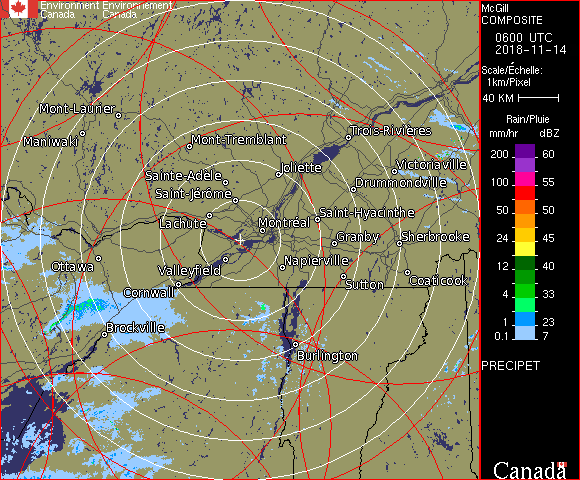 Environment Environnement
Canada Canada
McGill
COMPOSITE
0600 UTC
2018-11-14
Scale/Échelle:
1km/Pixel
40 KM
Rain/Pluie
mm/hr dBZ
200 60
100 55
50 50
24 45
12 40
4 33
1 23
0.1 7
PRECIPET
Canada
Mont-Laurier
Maniwaki
Mont-Tremblant
Trois-Rivières
Victoriaville
Joliette
Sainte-Adèle
Drummondville
Saint-Jérôme
Lachute
Montréal
Saint-Hyacinthe
Granby
Sherbrooke
Ottawa
Valleyfield
Napierville
Cornwall
Sutton
Coaticook
Brockville
Burlington